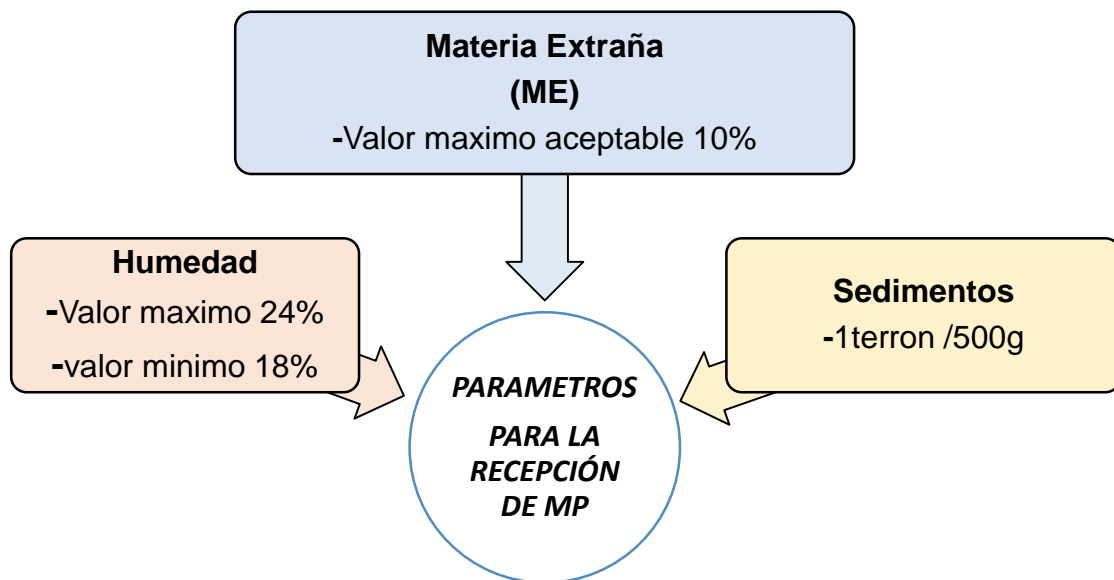 Materia Extraña
(ME)
-Valor maximo aceptable 10%
Humedad
-Valor maximo 24%
-valor minimo 18%
Sedimentos
-1terron /500g
PARAMETROS
PARA LA
RECEPCIÓN
DE MP